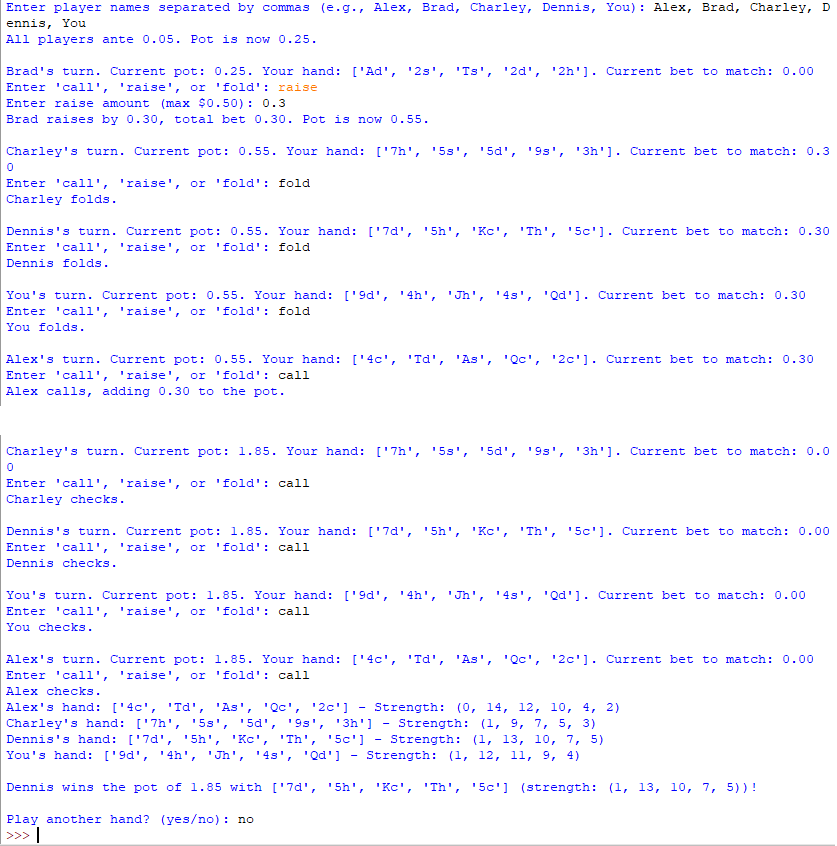 Enter player names separated by commas (e.g., Alex, Brad, Charley, Dennis, You): Alex, Brad, Charley, D
ennis, You
All players ante 0.05. Pot is now 0.25.
Brad's turn. Current pot: 0.25. Your hand: ['Ad', '2s', 'Ts', '2d', '2h']. Current bet to match: 0.00
Enter 'call', 'raise', or 'fold': raise
Enter raise amount (max $0.50): 0.3
Brad raises by 0.30, total bet 0.30. Pot is now 0.55.
Charley's turn. Current pot: 0.55. Your hand: ['7h', '5s', '5d', '9s', '3h']. Current bet to match: 0.3
0
Enter 'call', 'raise', or 'fold': fold
Charley folds.
Dennis's turn. Current pot: 0.55. Your hand: ['7d', '5h', 'Kc', 'Th', '5c']. Current bet to match: 0.30
Enter 'call', 'raise', or 'fold': fold
Dennis folds.
You's turn. Current pot: 0.55. Your hand: ['9d', '4h', 'Jh', '4s', 'Qd']. Current bet to match: 0.30
Enter 'call', 'raise', or 'fold': fold
You folds.
Alex's turn. Current pot: 0.55. Your hand: ['4c', 'Td', 'As', 'Qc', '2c']. Current bet to match: 0.30
Enter 'call', 'raise', or 'fold': call
Alex calls, adding 0.30 to the pot.
Charley's turn. Current pot: 1.85. Your hand: ['7h', '5s', '5d', '9s', '3h']. Current bet to match: 0.0
0
Enter 'call', 'raise', or 'fold': call
Charley checks.
Dennis's turn. Current pot: 1.85. Your hand: ['7d', '5h', 'Kc', 'Th', '5c']. Current bet to match: 0.00
Enter 'call', 'raise', or 'fold': call
Dennis checks.
You's turn. Current pot: 1.85. Your hand: ['9d', '4h', 'Jh', '4s', 'Qd']. Current bet to match: 0.00
Enter 'call', 'raise', or 'fold': call
You checks.
Alex's turn. Current pot: 1.85. Your hand: ['4c', 'Td', 'As', 'Qc', '2c']. Current bet to match: 0.00
Enter 'call', 'raise', or 'fold': call
Alex checks.
Alex's hand: ['4c', 'Td', 'As', 'Qc', '2c'] - Strength: (0, 14, 12, 10, 4, 2)
Charley's hand: ['7h', '5s', '5d', '9s', '3h'] - Strength: (1, 9, 7, 5, 3)
Dennis's hand: ['7d', '5h', 'Kc', 'Th', '5c'] - Strength: (1, 13, 10, 7, 5)
You's hand: ['9d', '4h', 'Jh', '4s', 'Qd'] - Strength: (1, 12, 11, 9, 4)
Dennis wins the pot of 1.85 with ['7d', '5h', 'Kc', 'Th', '5c'] (strength: (1, 13, 10, 7, 5))!
Play another hand? (yes/no): no
>>>